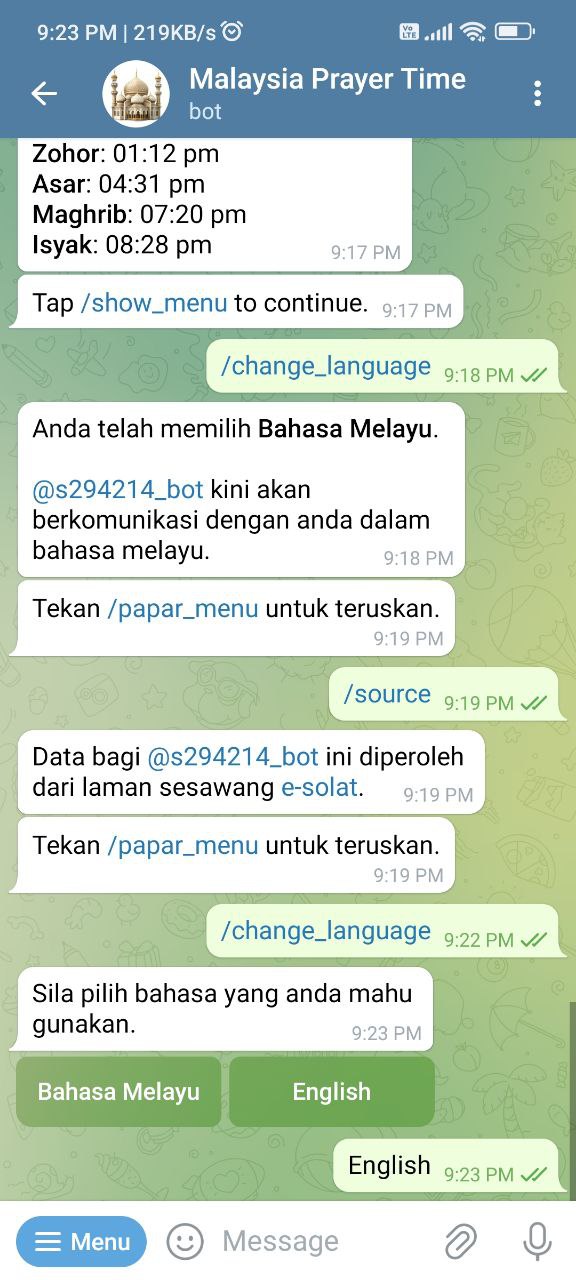 9:23 PM | 219KB/s
Vo LTE
Malaysia Prayer Time
bot
Zohor: 01:12 pm
Asar: 04:31 pm
Maghrib: 07:20 pm
Isyak: 08:28 pm
9:17 PM
Tap /show_menu to continue. 9:17 PM
/change_language 9:18 PM
Anda telah memilih Bahasa Melayu.
@s294214_bot kini akan
berkomunikasi dengan anda dalam
bahasa melayu.
9:18 PM
Tekan /papar_menu untuk teruskan.
9:19 PM
/source 9:19 PM
Data bagi @s294214_bot ini diperoleh
dari laman sesawang e-solat. 9:19 PM
Tekan /papar_menu untuk teruskan.
9:19 PM
/change_language 9:22 PM
Sila pilih bahasa yang anda mahu
gunakan.
9:23 PM
Bahasa Melayu English
English 9:23 PM
Menu Message